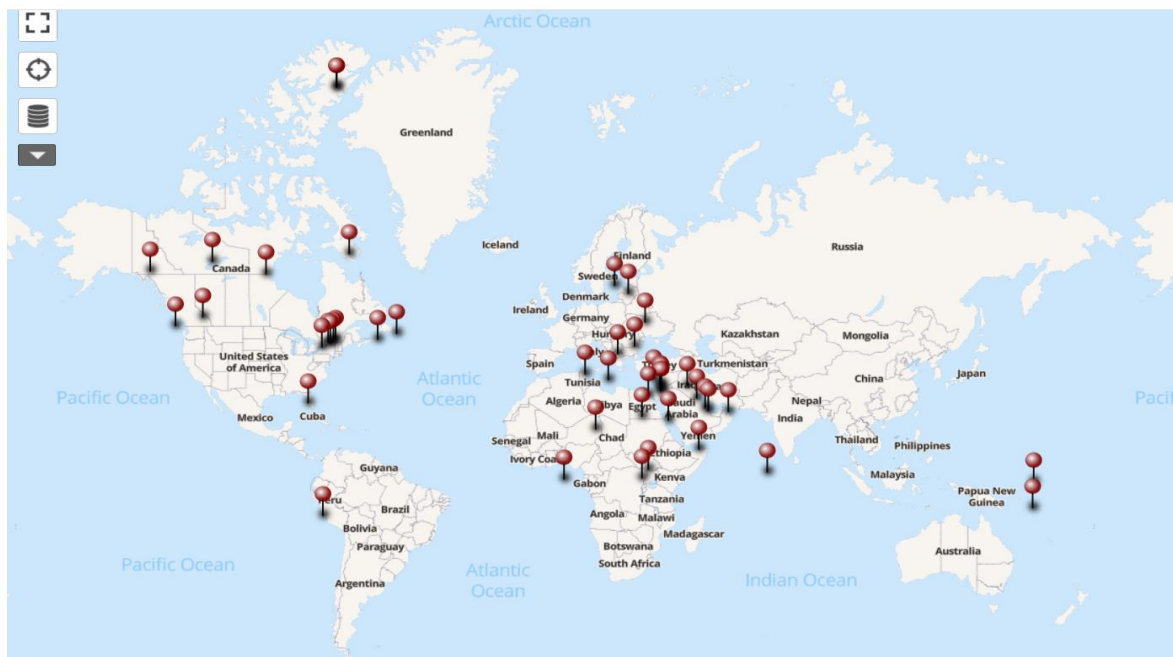 Arctic Ocean
Greenland
Iceland
Russia
Canada
Finland
Sweden
Denmark
Ireland
Germany
Kazakhstan
Mongolia
United States
of America
Spain
Turkmenistan
Japan
Tunisia
China
Atlantic
Ocean
Pacific Ocean
Algeria
Egypt
Nepal
Mexico
Cuba
Arabia
India
Senegal
Mali
Chad
Yemen
Thailand
Philippines
Guyana
Kenya
Gabon
Malaysia
Tanzania
Papua New
Guinea
Brazil
Angola
Malawi
Bolivia
Madagascar
Paraguay
Botswana
Australia
South Africa
Pacific Ocean
Atlantic
Ocean
Indian Ocean
Argentina